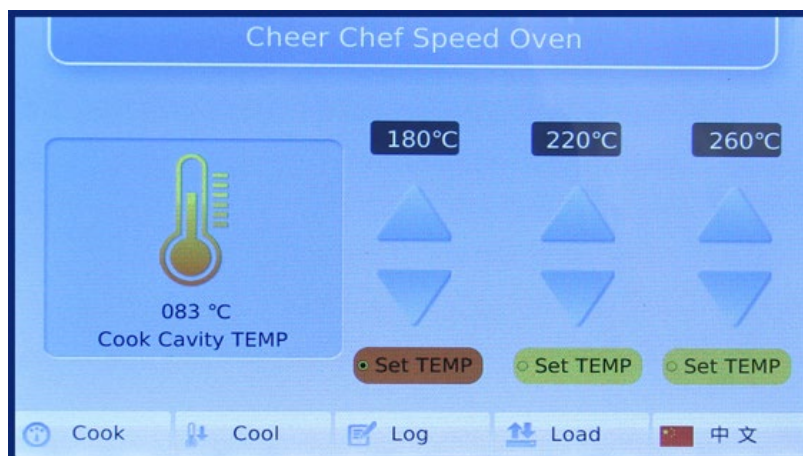 Cheer Chef Speed Oven
180℃ 220℃ 260℃
083 ℃
Cook Cavity TEMP
Set TEMP Set TEMP Set TEMP
Cook Cool Log Load 中文